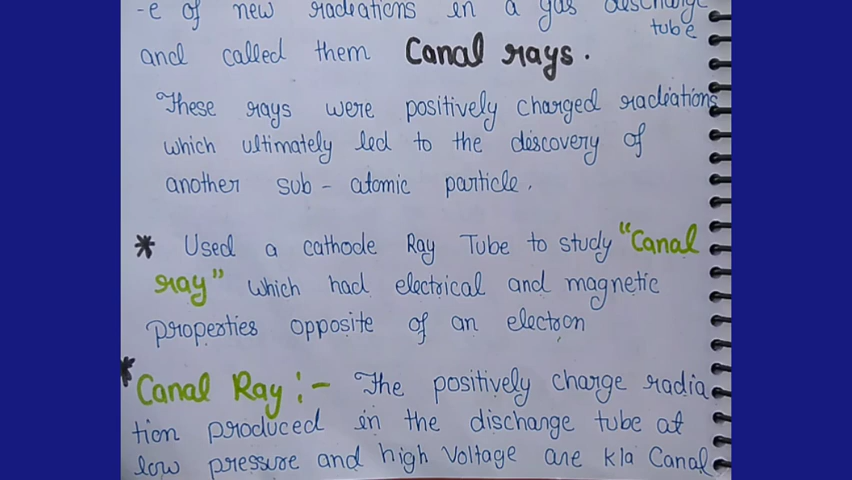 -e of new radiations in a gas discharge
tube
and called them Canal rays.
These rays were positively charged radiations
which ultimately led to the discovery of
another sub-atomic particle.
* Used a cathode Ray Tube to study "Canal
ray" which had electrical and magnetic
properties opposite of an electron
* Canal Ray :- The positively charge radia
tion produced in the discharge tube at
low pressure and high voltage are k/a Canal